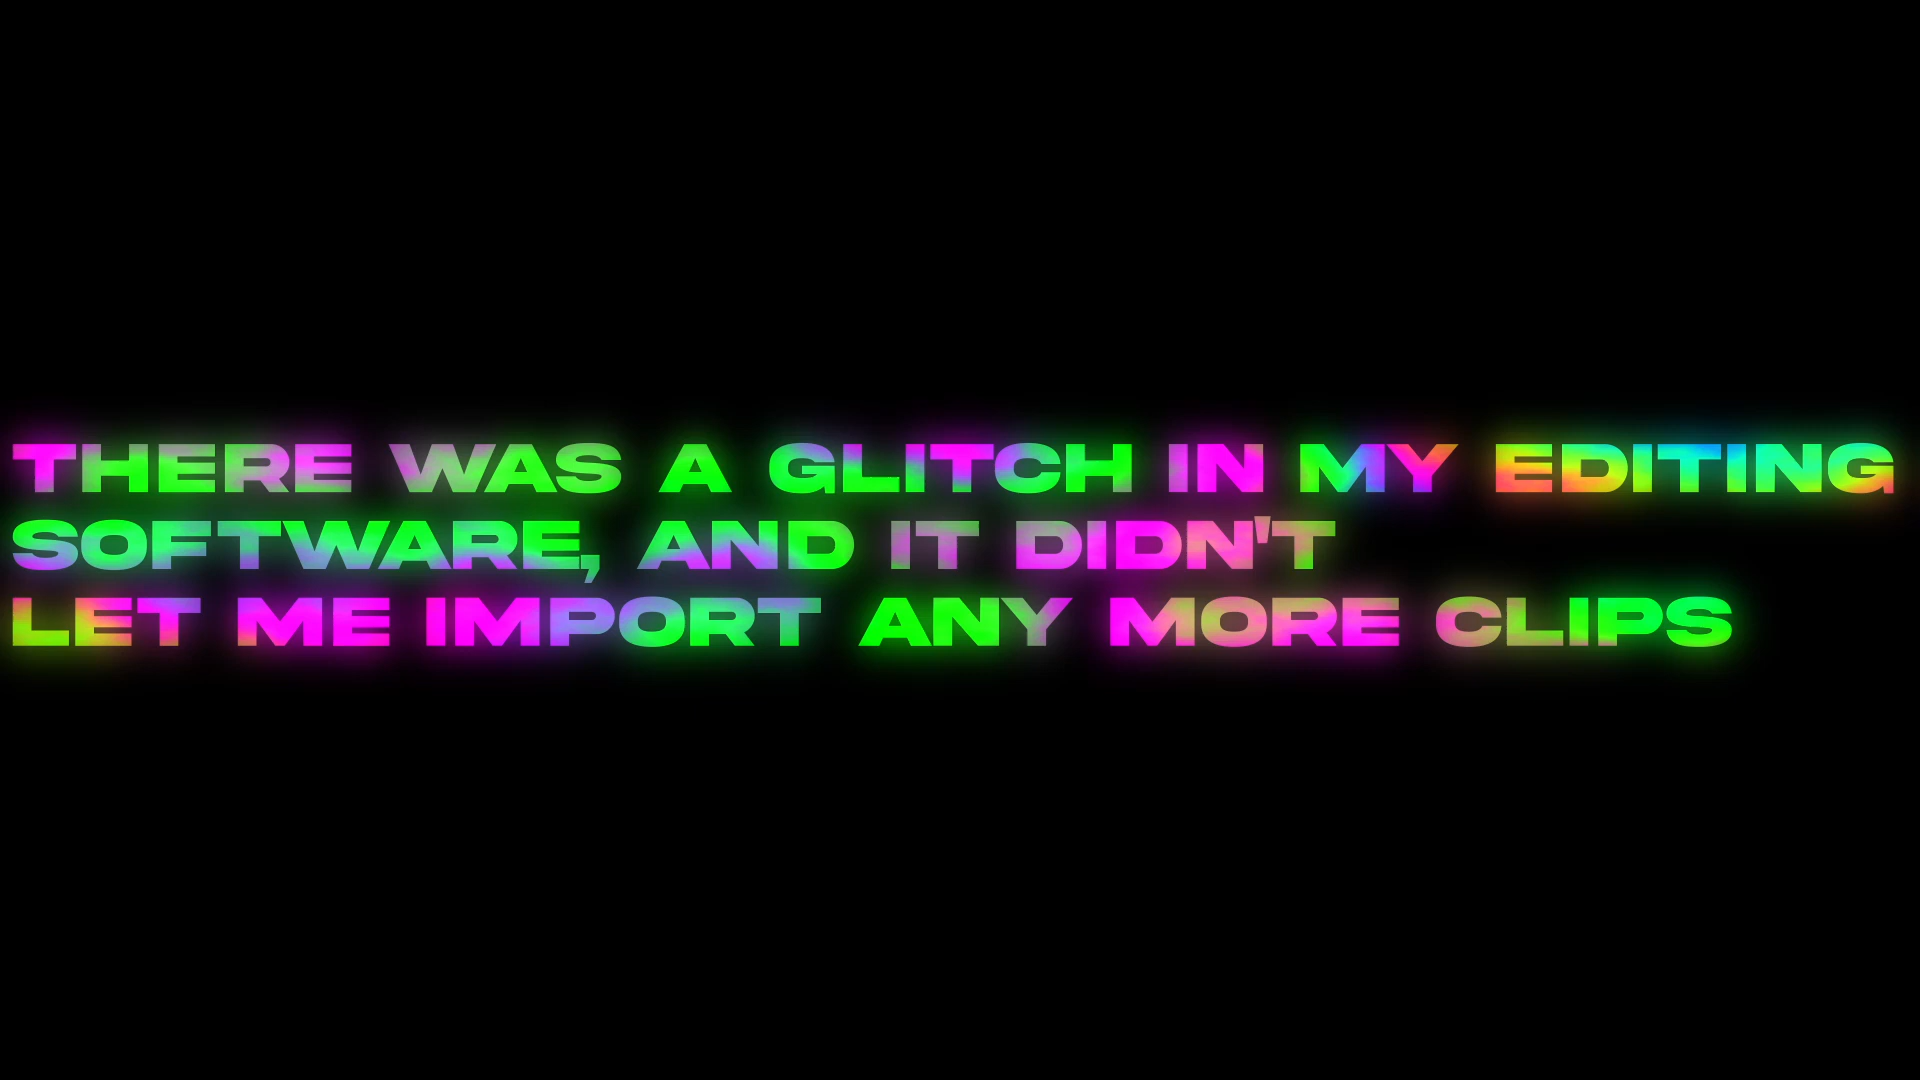 THERE WAS A GLITCH IN MY EDITING
SOFTWARE, AND IT DIDN'T
LET ME IMPORT ANY MORE CLIPS